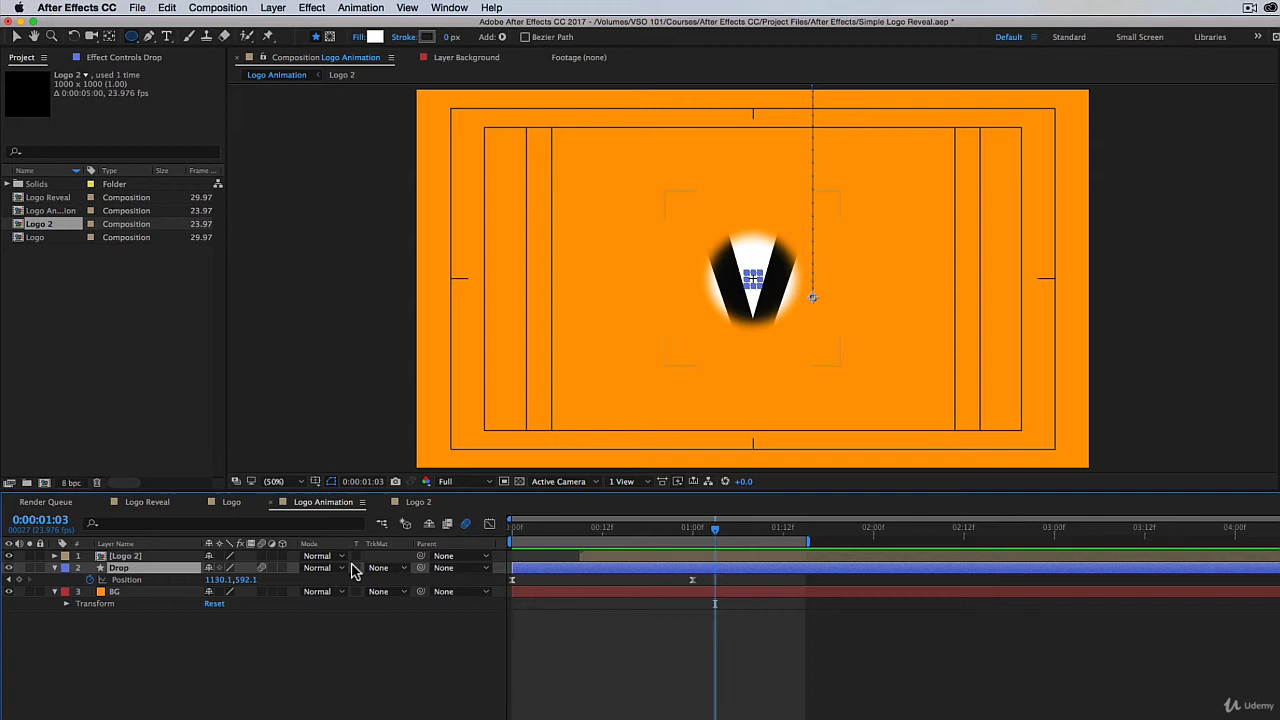 After Effects CC File Edit Composition Layer Effect Animation View Window Help
Adobe After Effects CC 2017 - /Volumes/VSO 101/Courses/After Effects/Project Files/After Effects/Simple Logo Reveal.aep *
Fill: Stroke: 0 px Add: Bezier Path Default Standard Small Screen Libraries
Project Effect Controls Drop Composition Logo Animation Layer Background Footage (none)
Logo 2 , used 1 time
1000 x 1000 (1.00)
Δ 0:00:05:00, 23.976 fps
Logo Animation Logo 2
Name Type Size Frame ...
Solids Folder
Logo Reveal Composition 29.97
Logo An...ion Composition 23.97
Logo 2 Composition 23.97
Logo Composition 29.97
8 bpc (50%) 0:00:01:03 Full Active Camera 1 View +0.0
Render Queue Logo Reveal Logo Logo Animation Logo 2
0:00:01:03
00027 (23.976 fps)
:00f 00:12f 01:00f 01:12f 02:00f 02:12f 03:00f 03:12f 04:00f
# Layer Name Mode T TrkMat Parent
1 [Logo 2] Normal None
2 Drop Normal None None
Position 1130.1,592.1
3 BG Normal None None
Transform Reset
Udemy